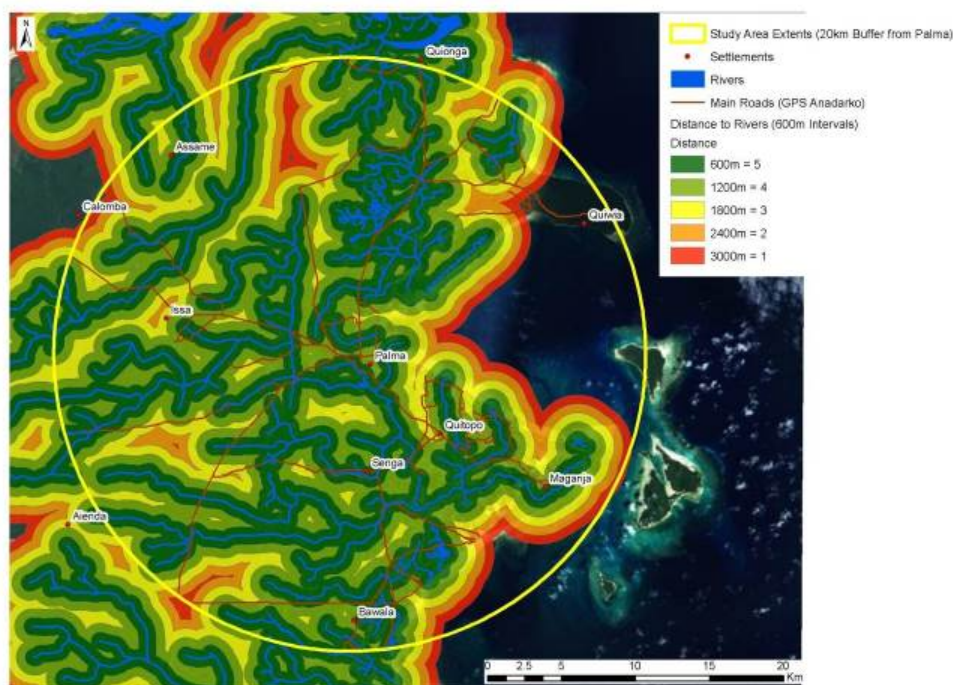 N
Study Area Extents (20km Buffer from Palma)
Settlements
Rivers
Main Roads (GPS Anadarko)
Distance to Rivers (600m Intervals)
Distance
600m = 5
1200m = 4
1800m = 3
2400m = 2
3000m = 1
Quionga
Assame
Calomba
Quiwia
Issa
Palma
Quitopo
Senga
Maganja
Aienda
Bawala
0 2.5 5 10 15 20
Km